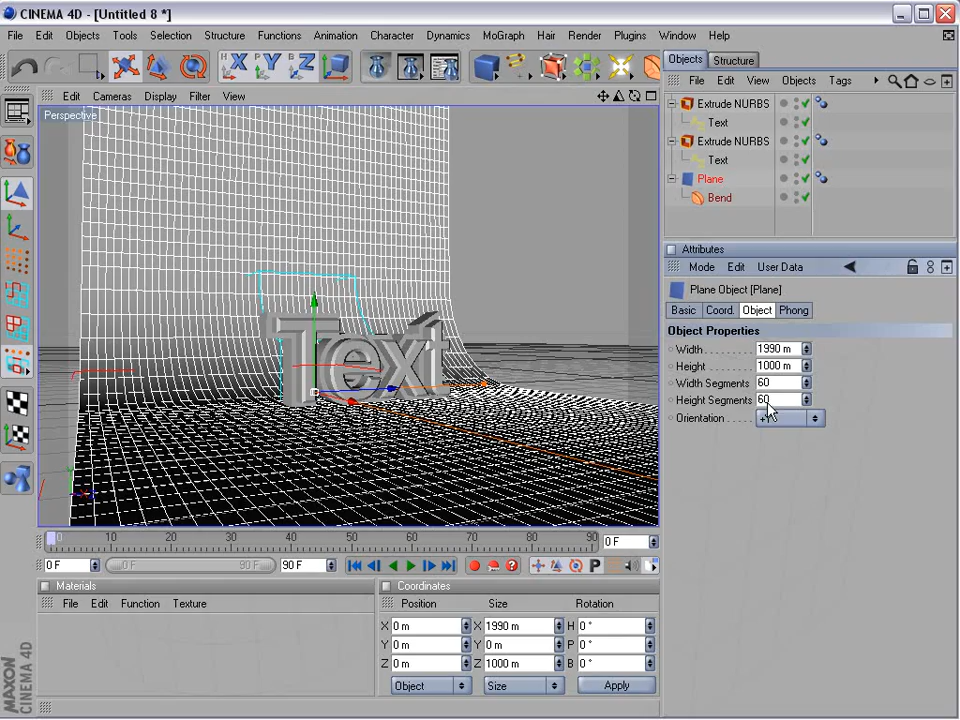 CINEMA 4D - [Untitled 8 *]
File Edit Objects Tools Selection Structure Functions Animation Character Dynamics MoGraph Hair Render Plugins Window Help
X Y Z
Objects Structure
File Edit View Objects Tags
Edit Cameras Display Filter View
Perspective
Text
Extrude NURBS
Text
Extrude NURBS
Text
Plane
Bend
Attributes
Mode Edit User Data
Plane Object [Plane]
Basic Coord. Object Phong
Object Properties
Width 1990 m
Height 1000 m
Width Segments 60
Height Segments 60
Orientation +Y
0 10 20 30 40 50 60 70 80 90 0 F
0 F 0 F 90 F 90 F P
Materials
File Edit Function Texture
Coordinates
Position Size Rotation
X 0 m X 1990 m H 0 °
Y 0 m Y 0 m P 0 °
Z 0 m Z 1000 m B 0 °
Object Size Apply
MAXON
CINEMA 4D